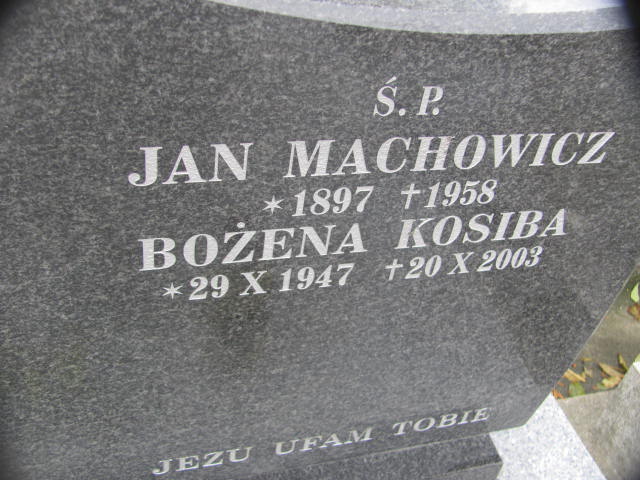 Ś. P.
JAN MACHOWICZ
* 1897 † 1958
BOŻENA KOSIBA
* 29 X 1947 † 20 X 2003
JEZU UFAM TOBIE